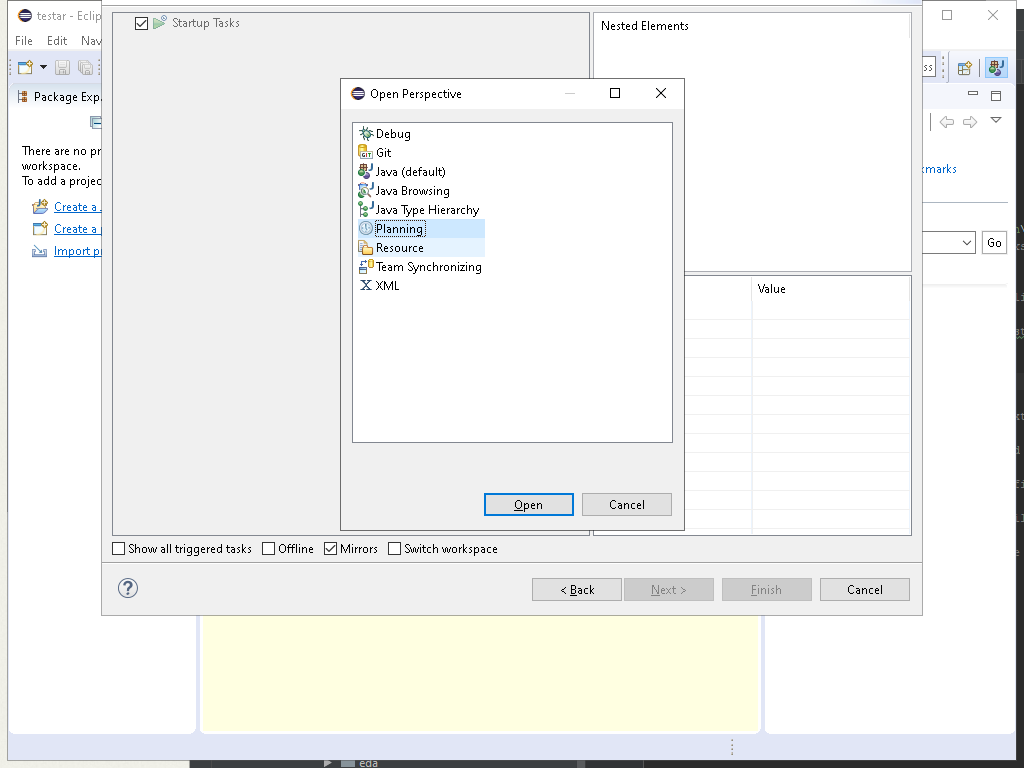 testar - Eclip
Startup Tasks
Nested Elements
File Edit Nav
Package Exp
There are no pr
workspace.
To add a projec
Create a
Create a
Import p
Open Perspective
Debug
Git
Java (default)
Java Browsing
Java Type Hierarchy
Planning
Resource
Team Synchronizing
XML
Open
Cancel
ss
kmarks
Go
Value
Show all triggered tasks Offline Mirrors Switch workspace
?
< Back
Next >
Finish
Cancel
eda